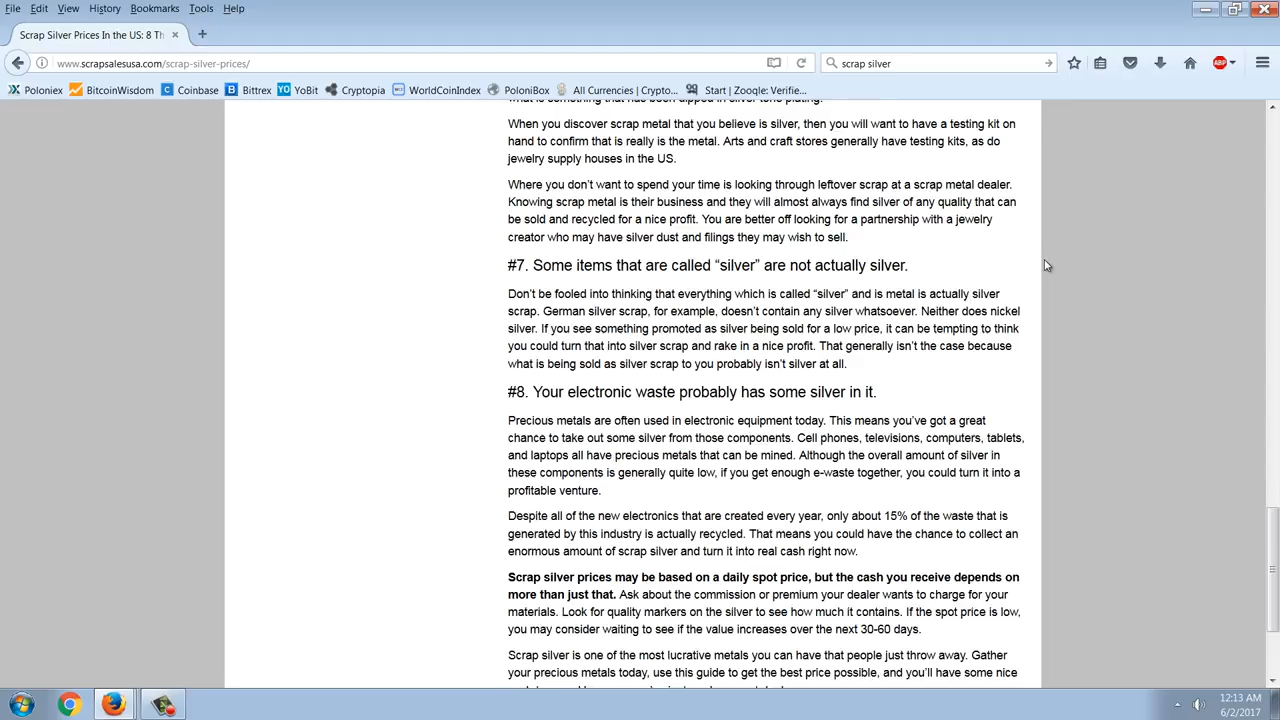 File Edit View History Bookmarks Tools Help
Scrap Silver Prices In the US: 8 Th
www.scrapsalesusa.com/scrap-silver-prices/
scrap silver
Poloniex BitcoinWisdom Coinbase Bittrex YoBit Cryptopia WorldCoinIndex PoloniBox All Currencies | Crypto... Start | Zooqle: Verifie...
what is something that has been dipped in silver tone plating.
When you discover scrap metal that you believe is silver, then you will want to have a testing kit on
hand to confirm that is really is the metal. Arts and craft stores generally have testing kits, as do
jewelry supply houses in the US.
Where you don't want to spend your time is looking through leftover scrap at a scrap metal dealer.
Knowing scrap metal is their business and they will almost always find silver of any quality that can
be sold and recycled for a nice profit. You are better off looking for a partnership with a jewelry
creator who may have silver dust and filings they may wish to sell.
#7. Some items that are called “silver” are not actually silver.
Don't be fooled into thinking that everything which is called “silver” and is metal is actually silver
scrap. German silver scrap, for example, doesn't contain any silver whatsoever. Neither does nickel
silver. If you see something promoted as silver being sold for a low price, it can be tempting to think
you could turn that into silver scrap and rake in a nice profit. That generally isn't the case because
what is being sold as silver scrap to you probably isn't silver at all.
#8. Your electronic waste probably has some silver in it.
Precious metals are often used in electronic equipment today. This means you've got a great
chance to take out some silver from those components. Cell phones, televisions, computers, tablets,
and laptops all have precious metals that can be mined. Although the overall amount of silver in
these components is generally quite low, if you get enough e-waste together, you could turn it into a
profitable venture.
Despite all of the new electronics that are created every year, only about 15% of the waste that is
generated by this industry is actually recycled. That means you could have the chance to collect an
enormous amount of scrap silver and turn it into real cash right now.
Scrap silver prices may be based on a daily spot price, but the cash you receive depends on
more than just that. Ask about the commission or premium your dealer wants to charge for your
materials. Look for quality markers on the silver to see how much it contains. If the spot price is low,
you may consider waiting to see if the value increases over the next 30-60 days.
Scrap silver is one of the most lucrative metals you can have that people just throw away. Gather
your precious metals today, use this guide to get the best price possible, and you'll have some nice
ABP
12:13 AM
6/2/2017